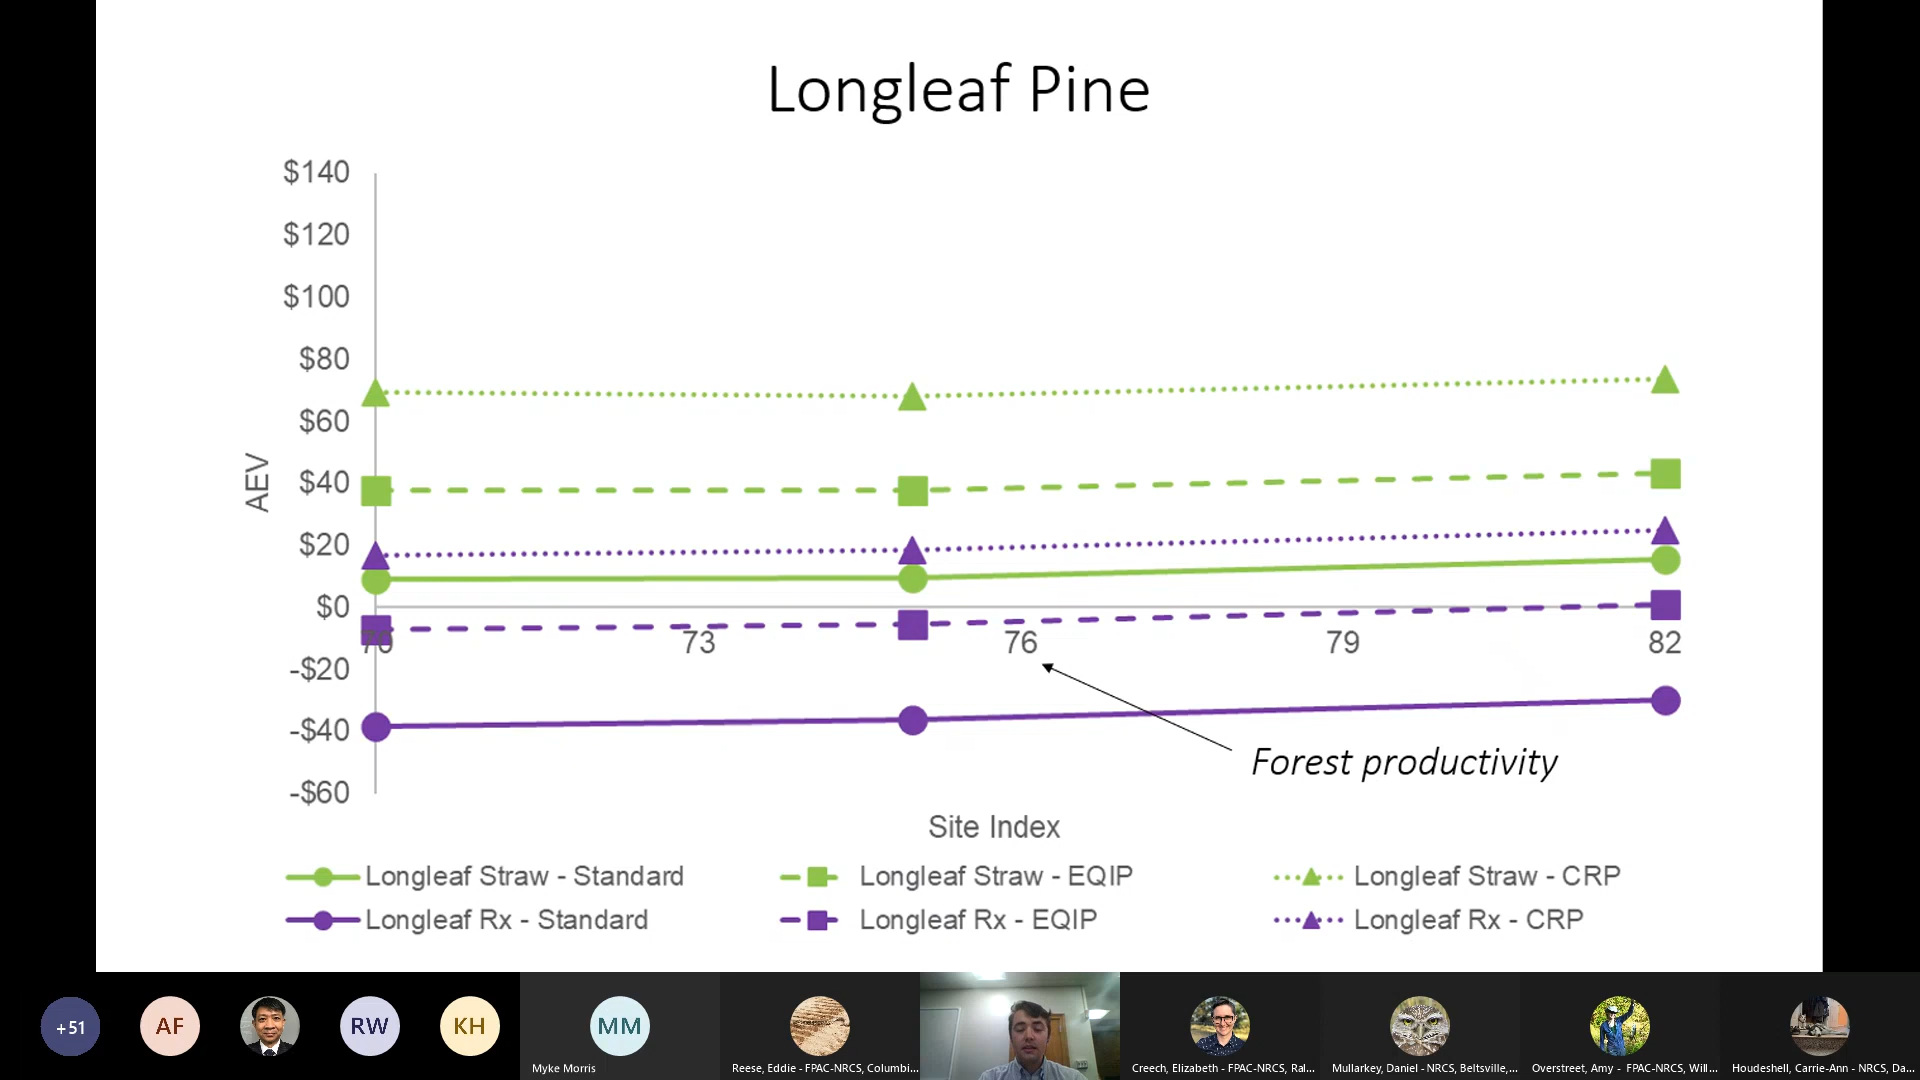 Longleaf Pine
$140
$120
$100
$80
$60
$40
$20
$0
-$20
-$40
-$60
AEV
70 73 76 79 82
Forest productivity
Site Index
Longleaf Straw - Standard Longleaf Straw - EQIP Longleaf Straw - CRP
Longleaf Rx - Standard Longleaf Rx - EQIP Longleaf Rx - CRP
+51 AF RW KH MM
Myke Morris Reese, Eddie - FPAC-NRCS, Columbi... Creech, Elizabeth - FPAC-NRCS, Ral... Mullarkey, Daniel - NRCS, Beltsville,... Overstreet, Amy - FPAC-NRCS, Will... Houdeshell, Carrie-Ann - NRCS, Da...